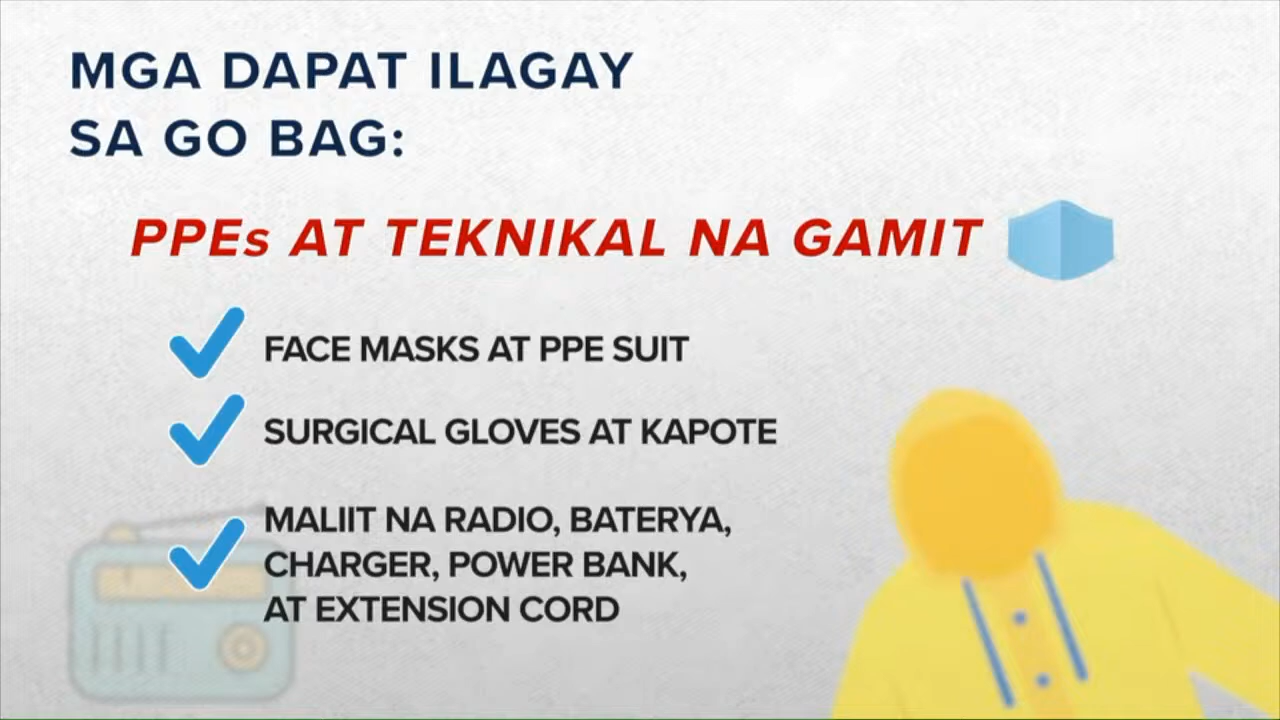 MGA DAPAT ILAGAY
SA GO BAG:
PPEs AT TEKNIKAL NA GAMIT
FACE MASKS AT PPE SUIT
SURGICAL GLOVES AT KAPOTE
MALIIT NA RADIO, BATERYA,
CHARGER, POWER BANK,
AT EXTENSION CORD